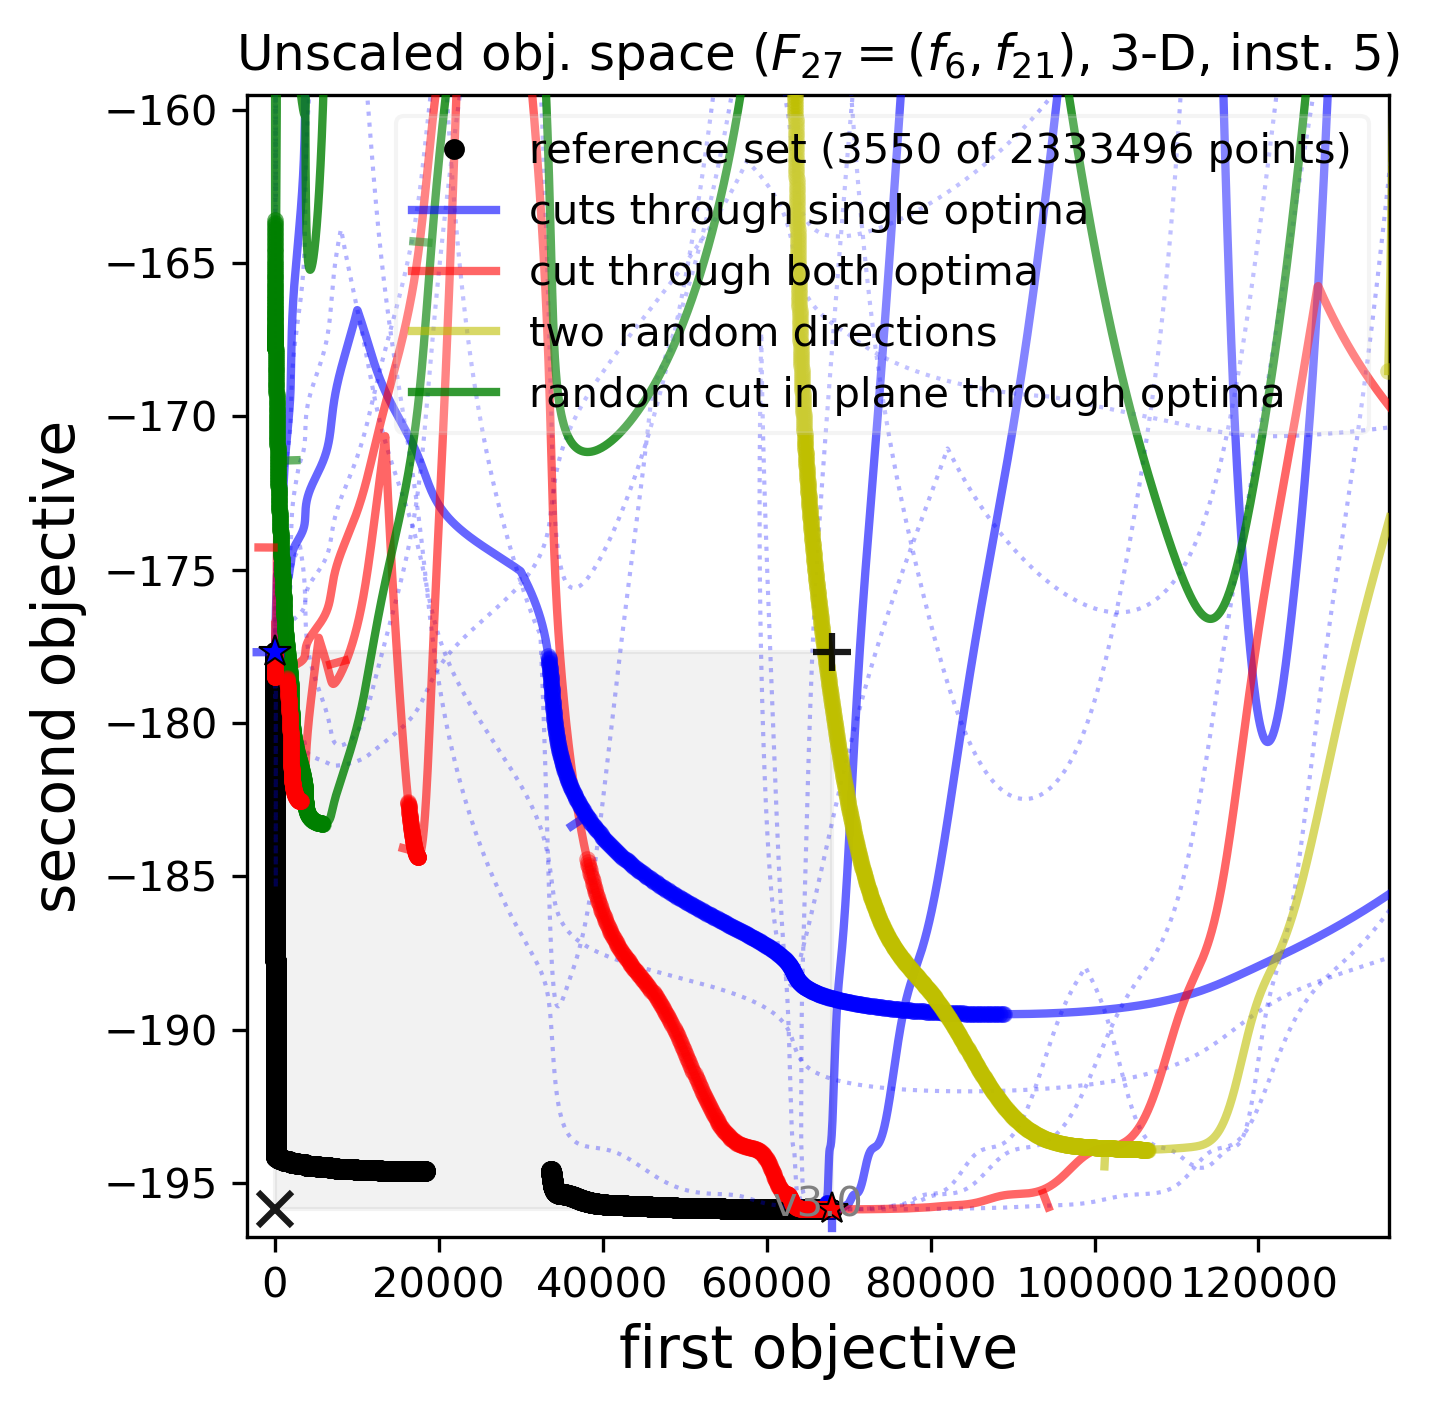 Unscaled obj. space (F₂₇ = (f₆, f₂₁), 3-D, inst. 5)
reference set (3550 of 2333496 points)
cuts through single optima
cut through both optima
two random directions
random cut in plane through optima
second objective
−160
−165
−170
−175
−180
−185
−190
−195
v3.0
0 20000 40000 60000 80000 100000 120000
first objective